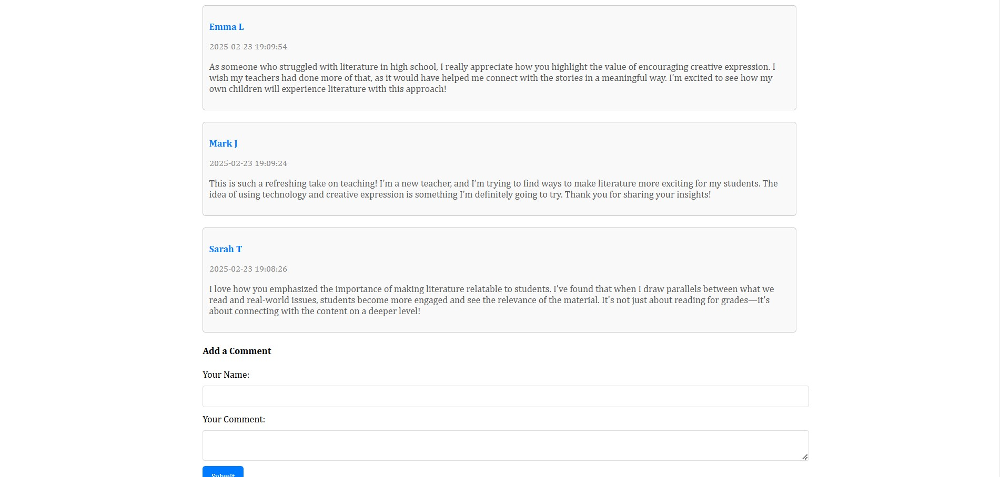 Emma L
2025-02-23 19:09:54
As someone who struggled with literature in high school, I really appreciate how you highlight the value of encouraging creative expression. I
wish my teachers had done more of that, as it would have helped me connect with the stories in a meaningful way. I’m excited to see how my
own children will experience literature with this approach!
Mark J
2025-02-23 19:09:24
This is such a refreshing take on teaching! I’m a new teacher, and I’m trying to find ways to make literature more exciting for my students. The
idea of using technology and creative expression is something I’m definitely going to try. Thank you for sharing your insights!
Sarah T
2025-02-23 19:08:26
I love how you emphasized the importance of making literature relatable to students. I’ve found that when I draw parallels between what we
read and real-world issues, students become more engaged and see the relevance of the material. It's not just about reading for grades—it's
about connecting with the content on a deeper level!
Add a Comment
Your Name:
Your Comment:
Submit